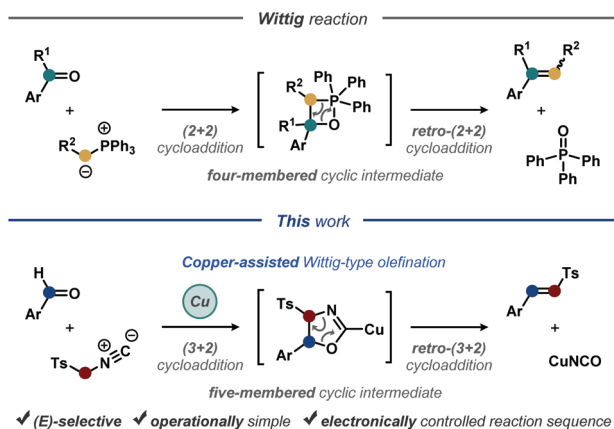 Wittig reaction
R1
R2
O
Ar
+
R2
PPh3
⊕
⊖
(2+2)
cycloaddition
R2
Ph
Ph
P
Ph
R1
O
Ar
four-membered cyclic intermediate
retro-(2+2)
cycloaddition
R1
R2
Ar
+
O
Ph
P
Ph
Ph
This work
Copper-assisted Wittig-type olefination
H
O
Ar
+
Ts
N
C
⊕
⊖
Cu
(3+2)
cycloaddition
Ts
N
Cu
Ar
O
five-membered cyclic intermediate
retro-(3+2)
cycloaddition
Ts
Ar
+
CuNCO
✓ (E)-selective ✓ operationally simple ✓ electronically controlled reaction sequence